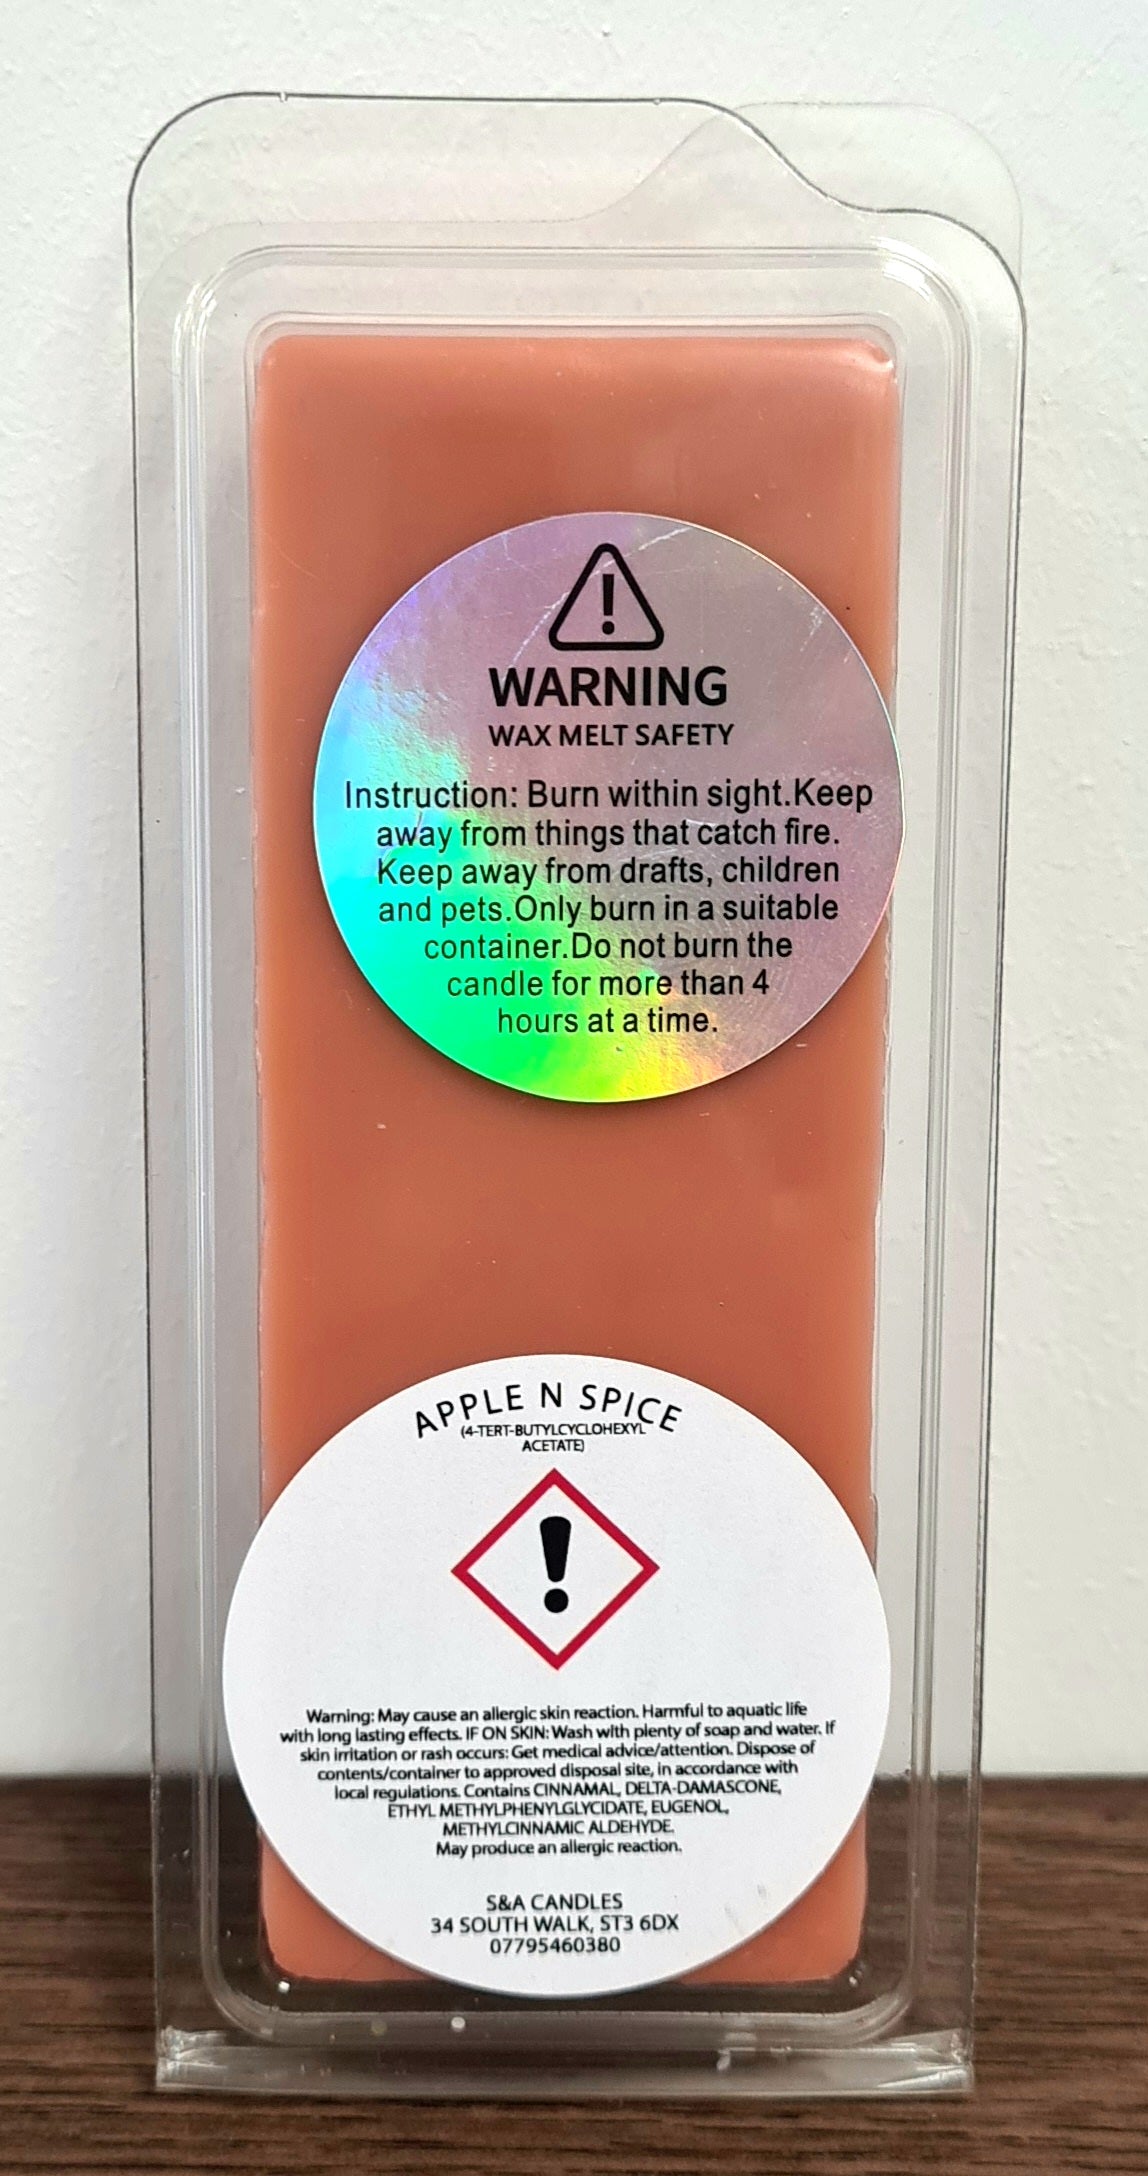 WARNING
WAX MELT SAFETY
Instruction: Burn within sight.Keep
away from things that catch fire.
Keep away from drafts, children
and pets.Only burn in a suitable
container.Do not burn the
candle for more than 4
hours at a time.
APPLE N SPICE
(4-TERT-BUTYLCYCLOHEXYL
ACETATE)
Warning: May cause an allergic skin reaction. Harmful to aquatic life
with long lasting effects. IF ON SKIN: Wash with plenty of soap and water. If
skin irritation or rash occurs: Get medical advice/attention. Dispose of
contents/container to approved disposal site, in accordance with
local regulations. Contains CINNAMAL, DELTA-DAMASCONE,
ETHYL METHYLPHENYLGLYCIDATE, EUGENOL,
METHYLCINNAMIC ALDEHYDE.
May produce an allergic reaction.
S&A CANDLES
34 SOUTH WALK, ST3 6DX
07795460380